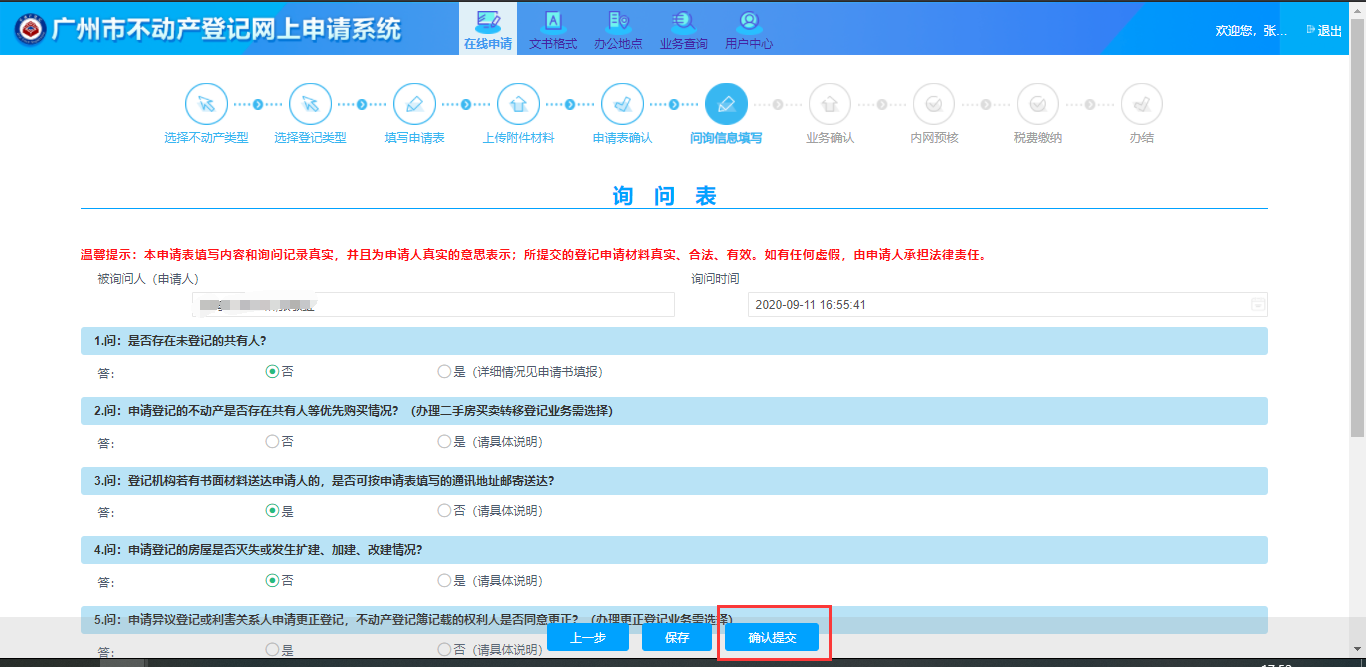 广州市不动产登记网上申请系统
在线申请 文书格式 办公地点 业务查询 用户中心
欢迎您，张... 退出
选择不动产类型 选择登记类型 填写申请表 上传附件材料 申请表确认 问询信息填写 业务确认 内网预核 税费缴纳 办结
询 问 表
温馨提示：本申请表填写内容和询问记录真实，并且为申请人真实的意思表示；所提交的登记申请材料真实、合法、有效。如有任何虚假，由申请人承担法律责任。
被询问人（申请人） 询问时间
2020-09-11 16:55:41
1.问：是否存在未登记的共有人？
答： 否 是（详细情况见申请书填报）
2.问：申请登记的不动产是否存在共有人等优先购买情况？（办理二手房买卖转移登记业务需选择）
答： 否 是（请具体说明）
3.问：登记机构若有书面材料送达申请人的，是否可按申请表填写的通讯地址邮寄送达？
答： 是 否（请具体说明）
4.问：申请登记的房屋是否灭失或发生扩建、加建、改建情况？
答： 否 是（请具体说明）
5.问：申请异议登记或利害关系人申请更正登记，不动产登记簿记载的权利人是否同意更正？（办理更正登记业务需选择）
上一步 保存 确认提交
答： 是 否（请具体说明）